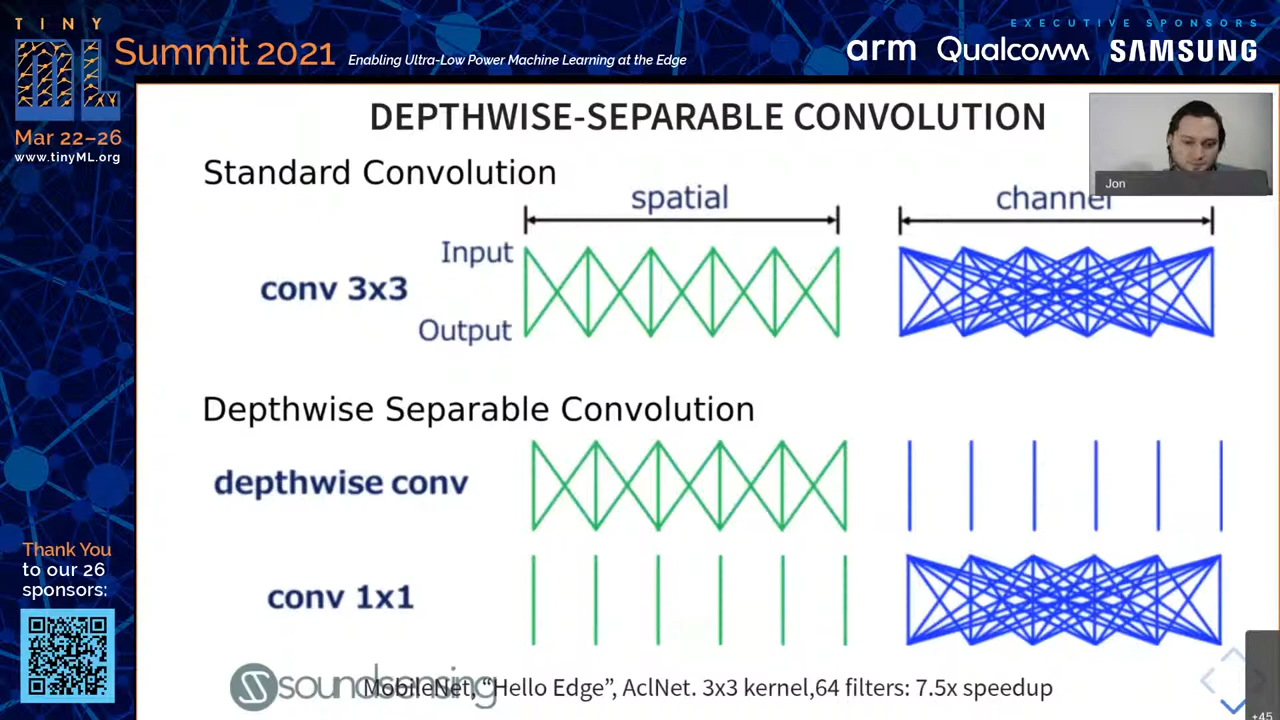 TINY
ML
Summit 2021 Enabling Ultra-Low Power Machine Learning at the Edge
EXECUTIVE SPONSORS
arm Qualcomm SAMSUNG
Mar 22–26
www.tinyML.org
DEPTHWISE-SEPARABLE CONVOLUTION
Jon
Standard Convolution
spatial channel
Input
conv 3x3
Output
Depthwise Separable Convolution
depthwise conv
conv 1x1
Thank You
to our 26
sponsors:
soundsensing
MobileNet, “Hello Edge”, AclNet. 3x3 kernel,64 filters: 7.5x speedup
+45